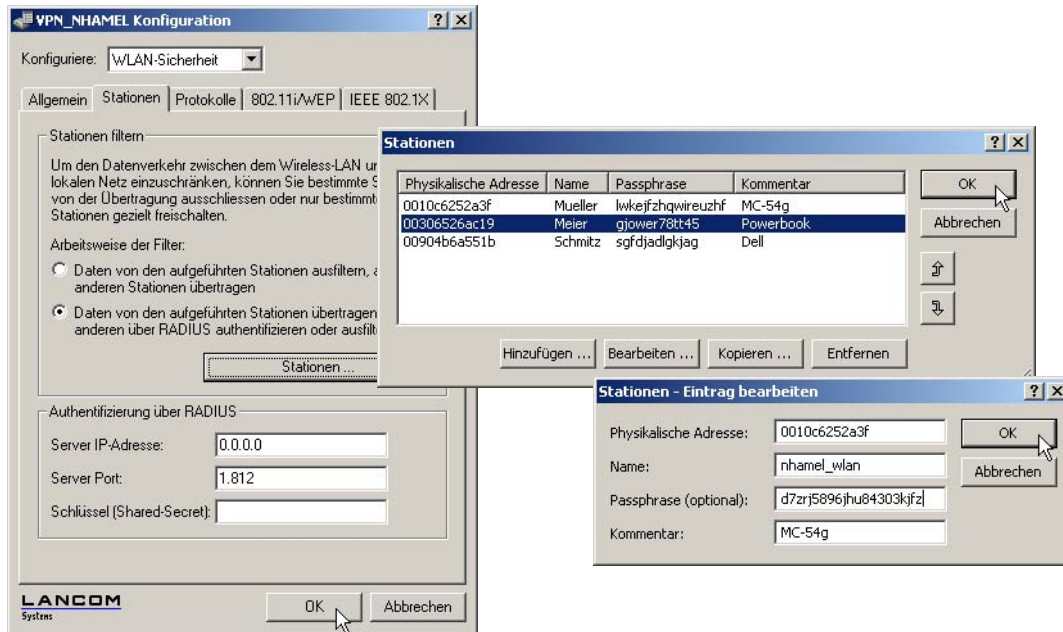 VPN_NHAMEL Konfiguration
Konfiguriere: WLAN-Sicherheit
Allgemein Stationen Protokolle 802.11i/WEP IEEE 802.1X
Stationen filtern
Um den Datenverkehr zwischen dem Wireless-LAN
lokalen Netz einzuschränken, können Sie bestimmte
von der Übertragung ausschliessen oder nur
Stationen gezielt freischalten.
Arbeitsweise der Filter:
Daten von den aufgeführten Stationen ausfiltern,
anderen Stationen übertragen
Daten von den aufgeführten Stationen übertragen
anderen über RADIUS authentifizieren oder
Stationen ...
Authentifizierung über RADIUS
Server IP-Adresse: 0.0.0.0
Server Port: 1.812
Schlüssel (Shared-Secret):
LANCOM
Systems
OK Abbrechen
Stationen
Physikalische Adresse Name Passphrase Kommentar
0010c6252a3f Mueller lwkejfzhqwireuzhf MC-54g
00306526ac19 Meier gjower78tt45 Powerbook
00904b6a551b Schmitz sgfdjadlgkjag Dell
OK
Abbrechen
Hinzufügen ... Bearbeiten ... Kopieren ... Entfernen
Stationen - Eintrag bearbeiten
Physikalische Adresse: 0010c6252a3f
Name: nhamel_wlan
Passphrase (optional): d7zrj5896jhu84303kjfz
Kommentar: MC-54g
OK
Abbrechen